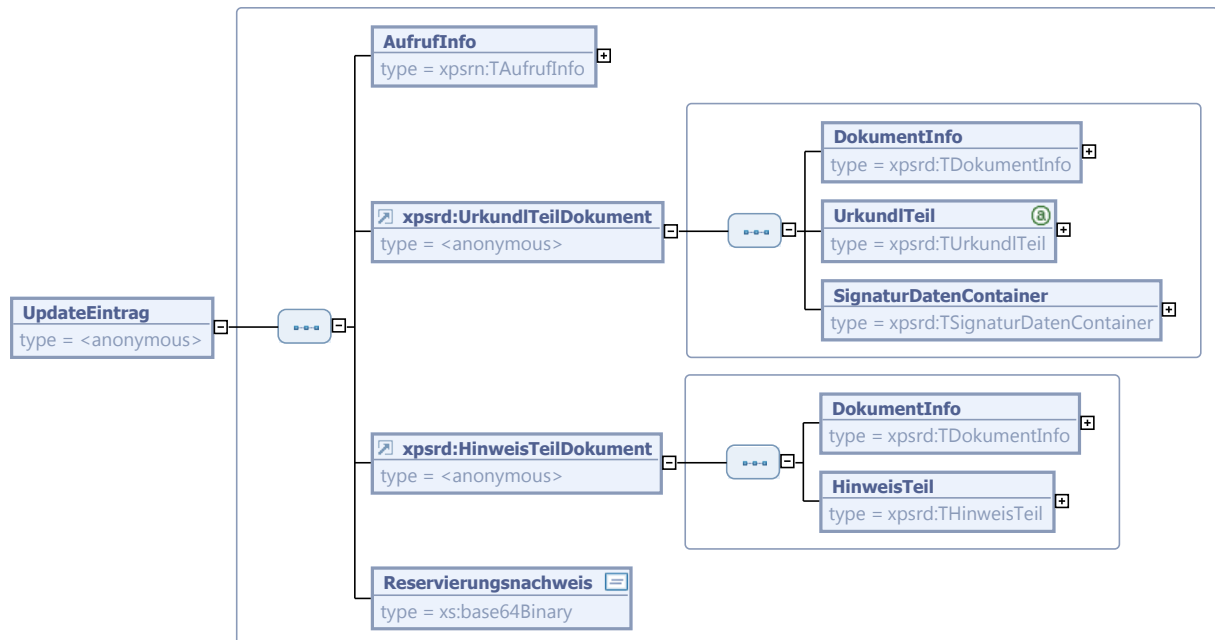 AufrufInfo
type = xpsrn:TAufrufInfo
DokumentInfo
type = xpsrd:TDokumentInfo
xpsrd:UrkundlTeilDokument
type = <anonymous>
UrkundlTeil
type = xpsrd:TUrkundlTeil
SignaturDatenContainer
type = xpsrd:TSignaturDatenContainer
UpdateEintrag
type = <anonymous>
DokumentInfo
type = xpsrd:TDokumentInfo
xpsrd:HinweisTeilDokument
type = <anonymous>
HinweisTeil
type = xpsrd:THinweisTeil
Reservierungsnachweis
type = xs:base64Binary